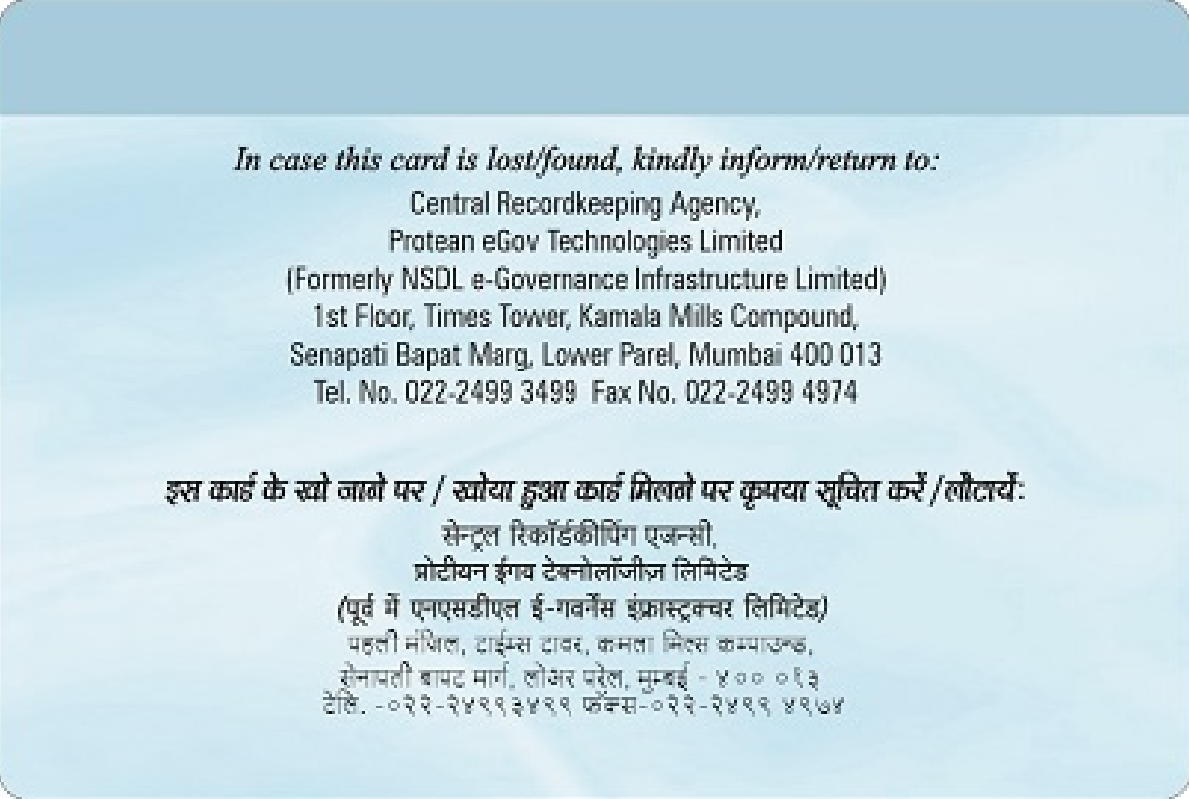 In case this card is lost/found, kindly inform/return to:
Central Recordkeeping Agency,
Protean eGov Technologies Limited
(Formerly NSDL e-Governance Infrastructure Limited)
1st Floor, Times Tower, Kamala Mills Compound,
Senapati Bapat Marg, Lower Parel, Mumbai 400 013
Tel. No. 022-2499 3499 Fax No. 022-2499 4974
इस कार्ड के खो जाने पर / खोया हुआ कार्ड मिलने पर कृपया सूचित करें /लौटायें:
सेन्ट्रल रिकॉर्डकीपिंग एजन्सी,
प्रोटीयन ईगव टेक्नोलॉजीज़ लिमिटेड
(पूर्व में एनएसडीएल ई-गवर्नेंस इंफ्रास्ट्रक्चर लिमिटेड)
पहली मंजिल, टाईम्स टावर, कमला मिल्स कम्पाउन्ड,
सेनापती बापट मार्ग, लोअर परेल, मुम्बई - ४०० ०१३
टेलि. -०२२-२४९९३४९९ फॅक्स-०२२-२४९९ ४९७४